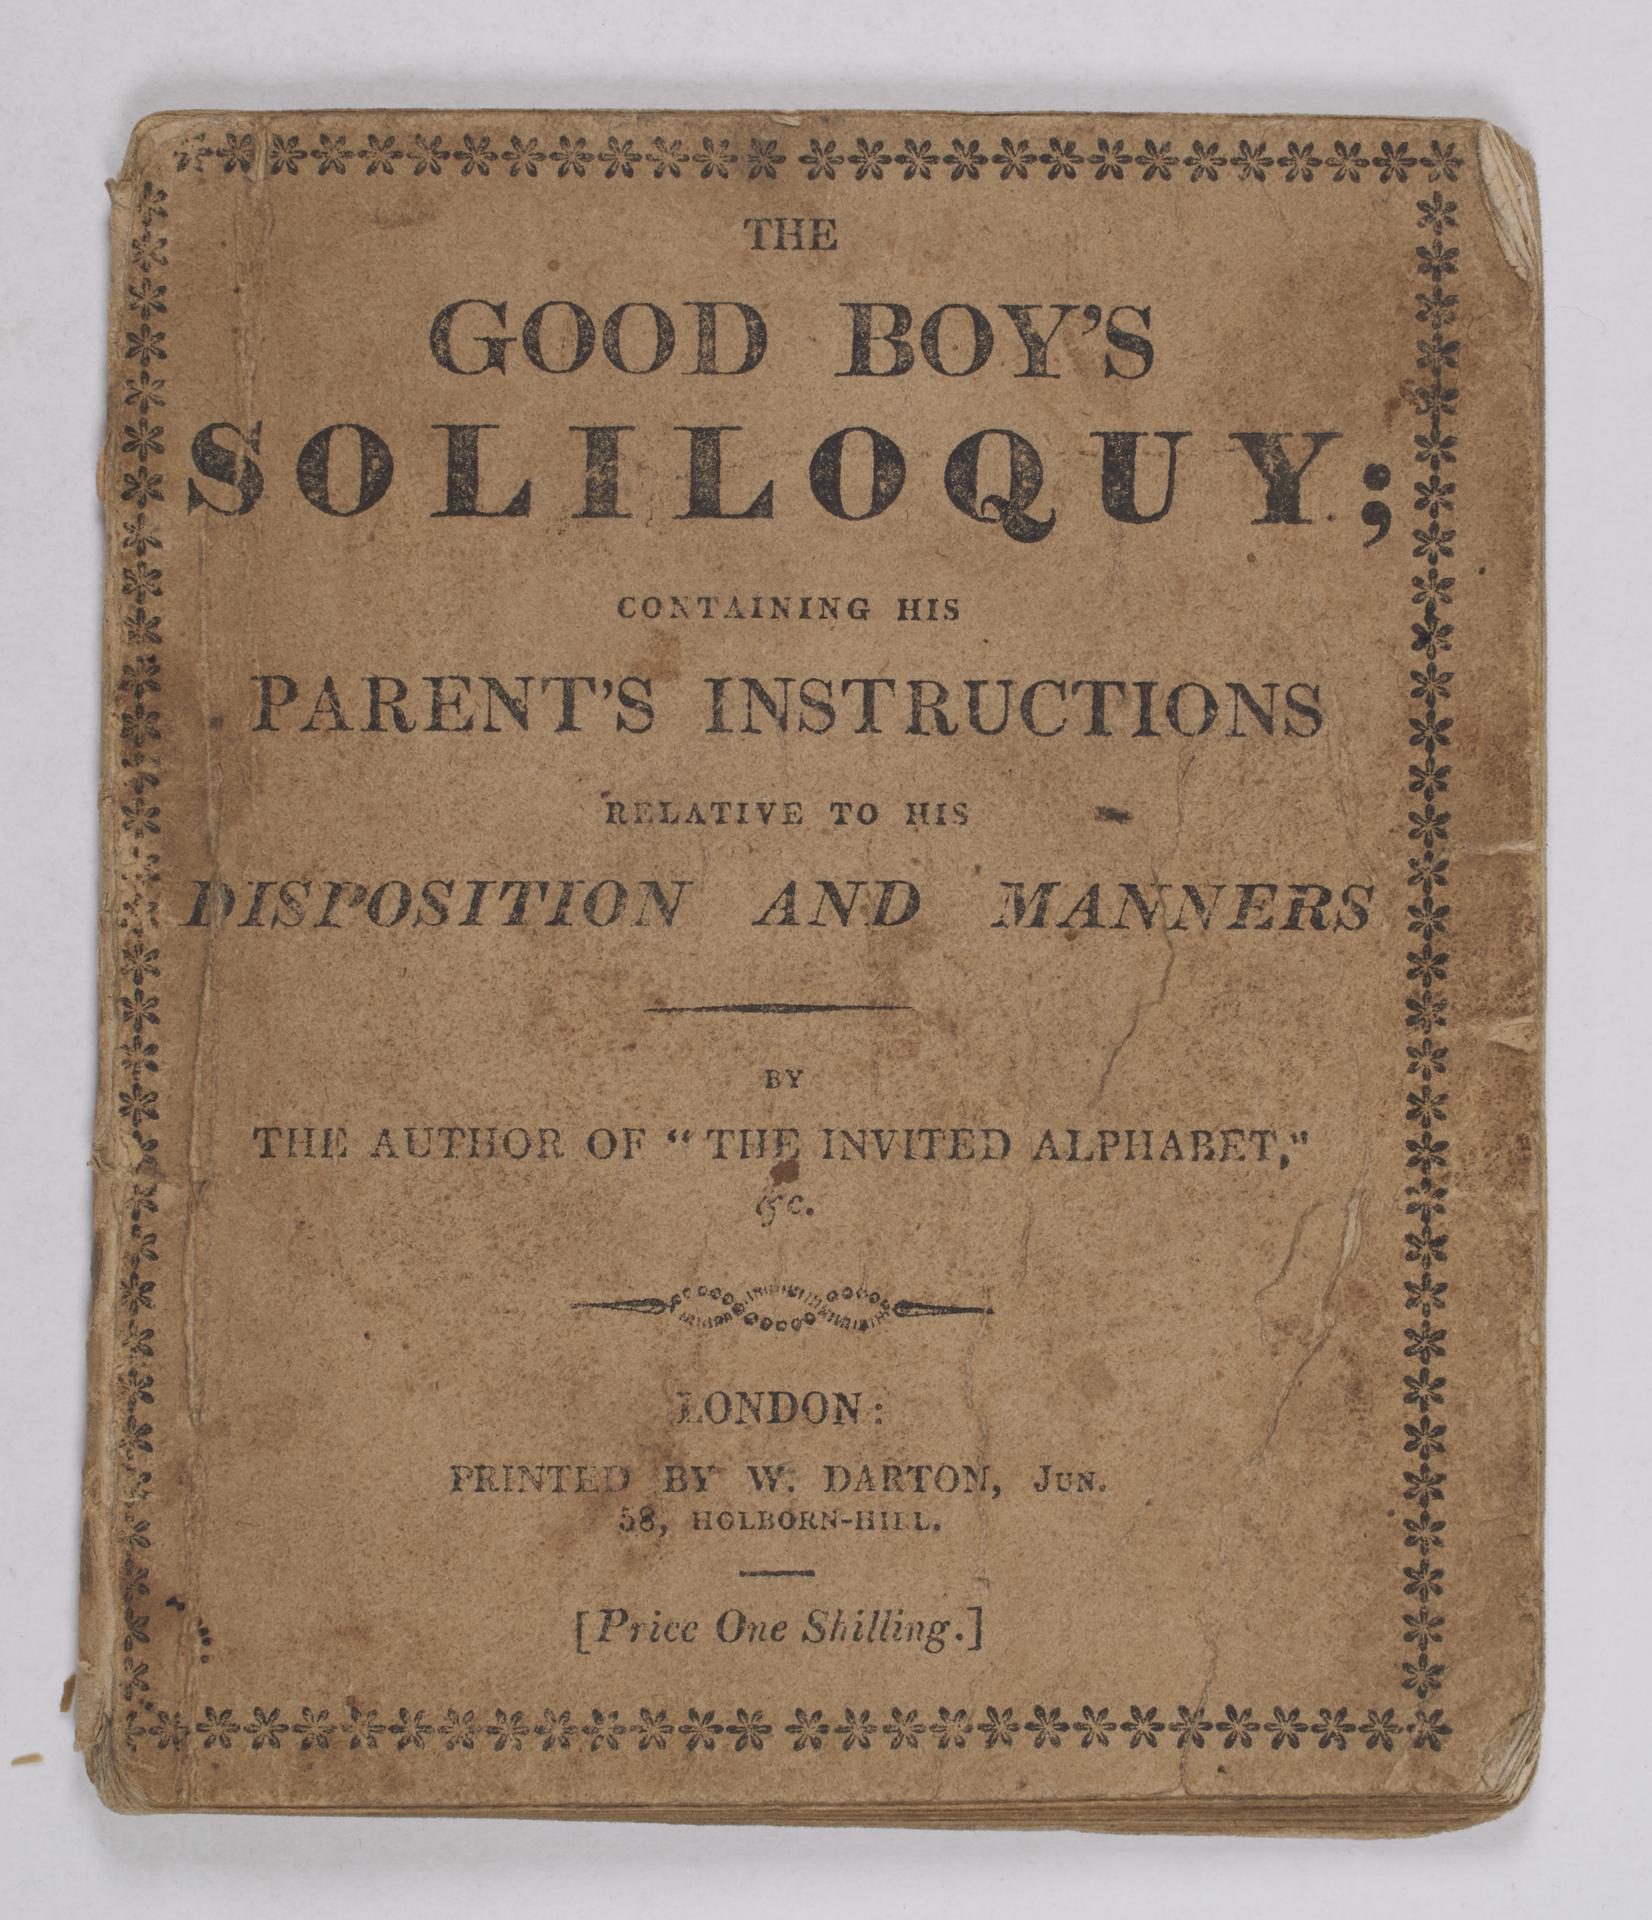 THE
GOOD BOY'S
SOLILOQUY;
CONTAINING HIS
PARENT'S INSTRUCTIONS
RELATIVE TO HIS
DISPOSITION AND MANNERS
BY
THE AUTHOR OF “THE INVITED ALPHABET,”
&c.
LONDON:
PRINTED BY W. DARTON, JUN.
58, HOLBORN-HILL.
[Price One Shilling.]